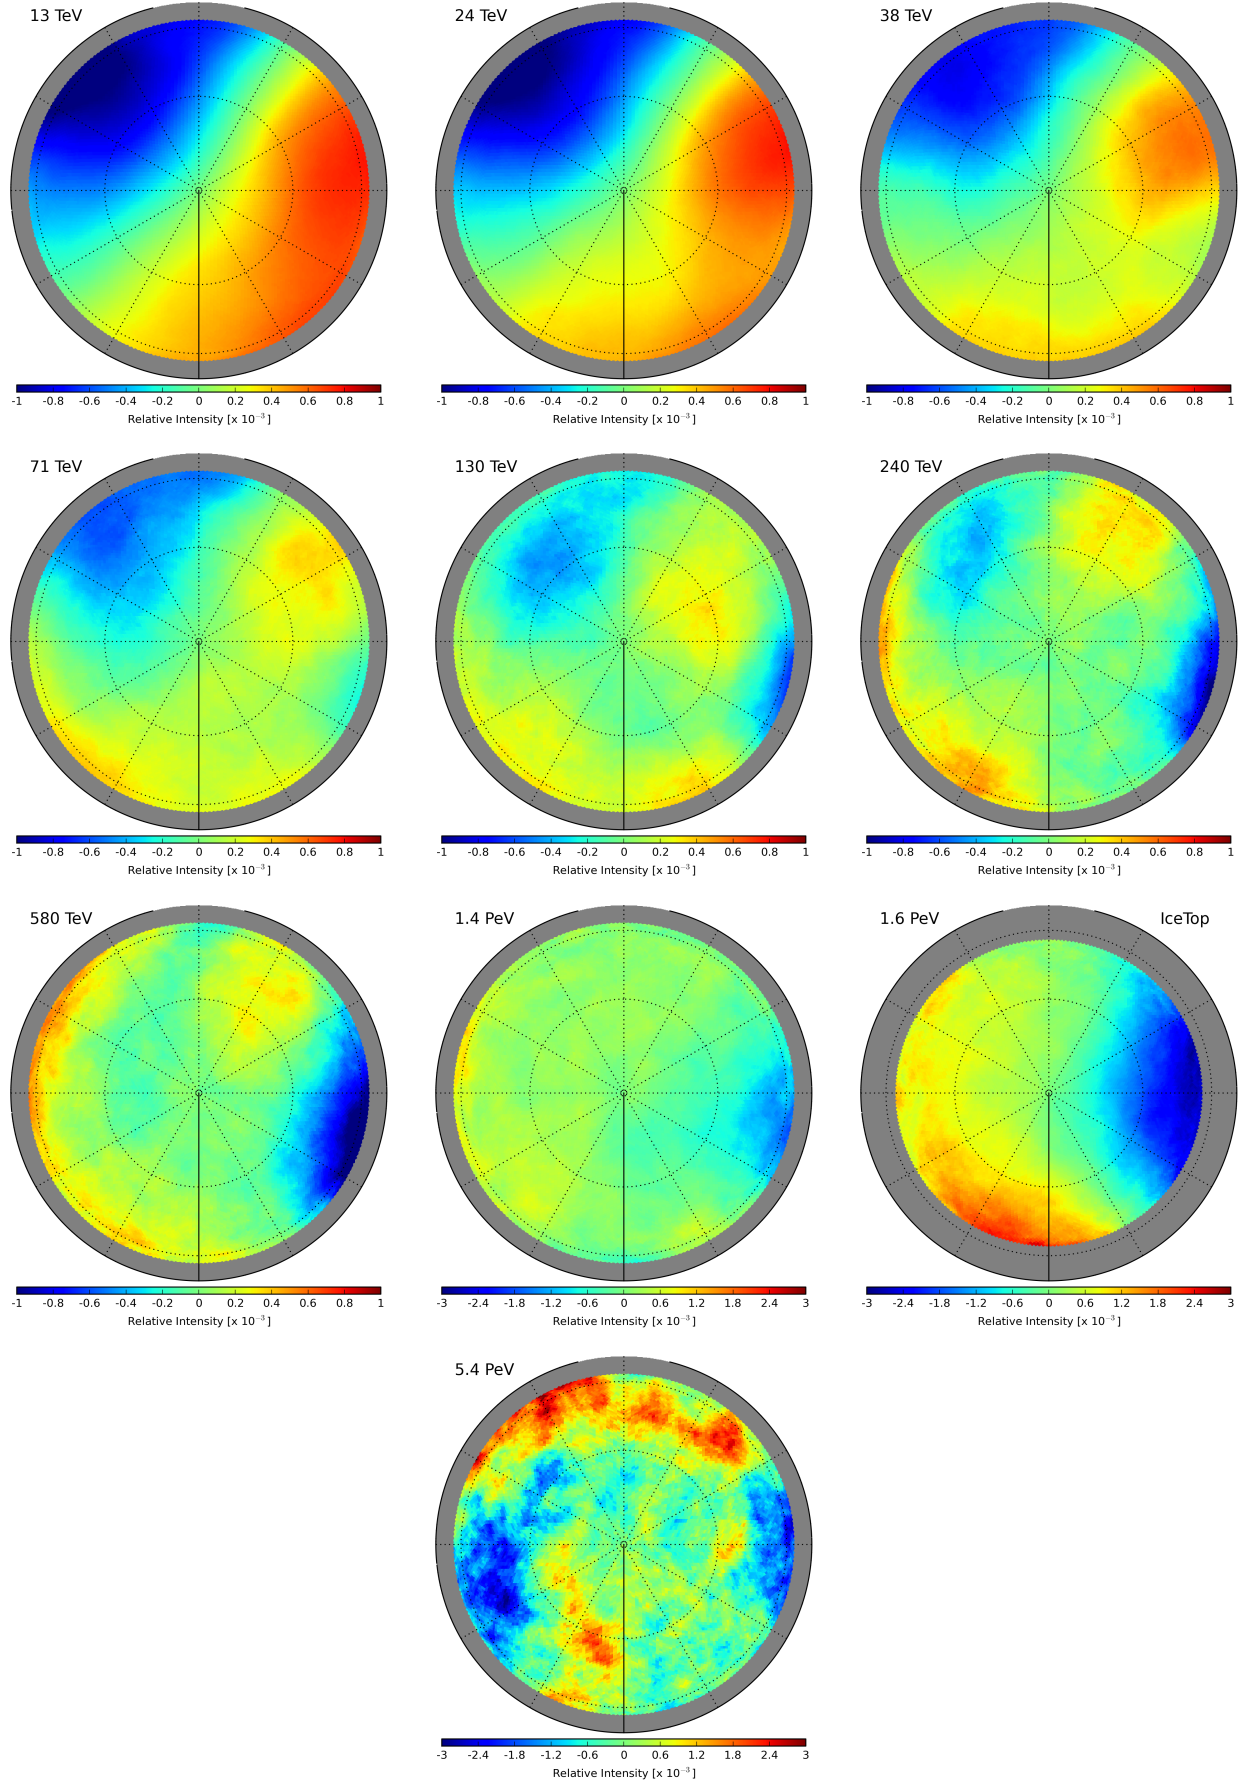 13 TeV
24 TeV
38 TeV
-1 -0.8 -0.6 -0.4 -0.2 0 0.2 0.4 0.6 0.8 1
Relative Intensity [x 10⁻³]
-1 -0.8 -0.6 -0.4 -0.2 0 0.2 0.4 0.6 0.8 1
Relative Intensity [x 10⁻³]
-1 -0.8 -0.6 -0.4 -0.2 0 0.2 0.4 0.6 0.8 1
Relative Intensity [x 10⁻³]
71 TeV
130 TeV
240 TeV
-1 -0.8 -0.6 -0.4 -0.2 0 0.2 0.4 0.6 0.8 1
Relative Intensity [x 10⁻³]
-1 -0.8 -0.6 -0.4 -0.2 0 0.2 0.4 0.6 0.8 1
Relative Intensity [x 10⁻³]
-1 -0.8 -0.6 -0.4 -0.2 0 0.2 0.4 0.6 0.8 1
Relative Intensity [x 10⁻³]
580 TeV
1.4 PeV
1.6 PeV IceTop
-1 -0.8 -0.6 -0.4 -0.2 0 0.2 0.4 0.6 0.8 1
Relative Intensity [x 10⁻³]
-3 -2.4 -1.8 -1.2 -0.6 0 0.6 1.2 1.8 2.4 3
Relative Intensity [x 10⁻³]
-3 -2.4 -1.8 -1.2 -0.6 0 0.6 1.2 1.8 2.4 3
Relative Intensity [x 10⁻³]
5.4 PeV
-3 -2.4 -1.8 -1.2 -0.6 0 0.6 1.2 1.8 2.4 3
Relative Intensity [x 10⁻³]